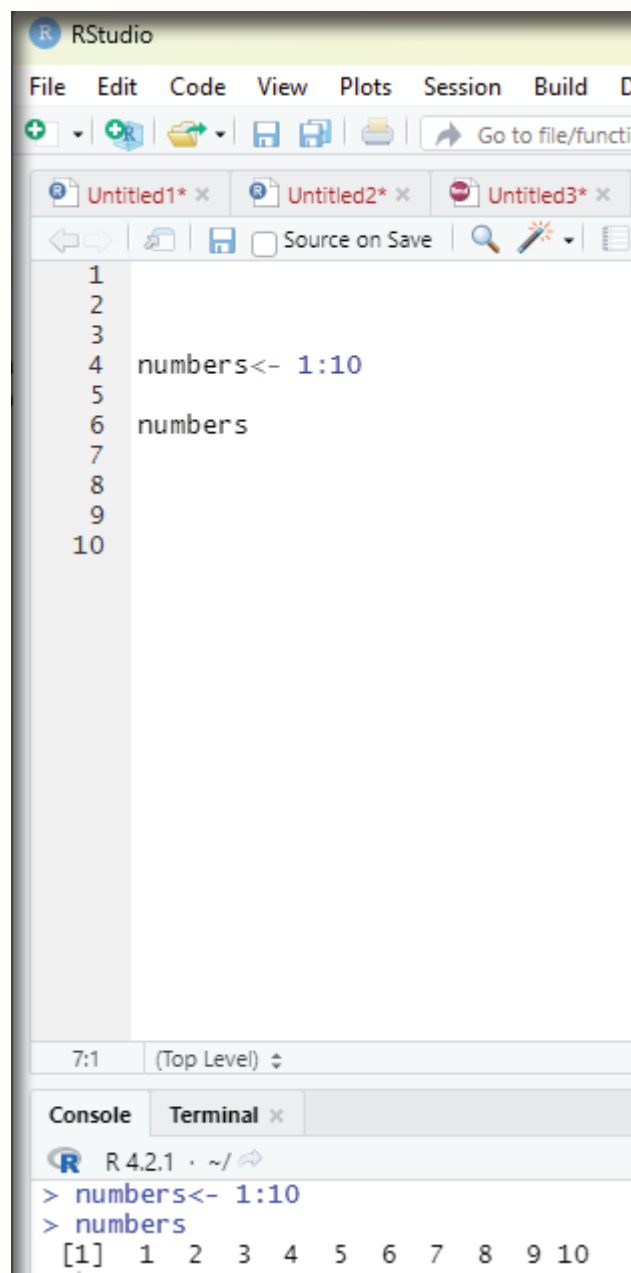 R RStudio
File Edit Code View Plots Session Build D
Go to file/functi
Untitled1* × Untitled2* × Untitled3* ×
Source on Save
1
2
3
4 numbers<- 1:10
5
6 numbers
7
8
9
10
7:1 (Top Level)
Console Terminal ×
R R 4.2.1 · ~/
> numbers<- 1:10
> numbers
[1] 1 2 3 4 5 6 7 8 9 10